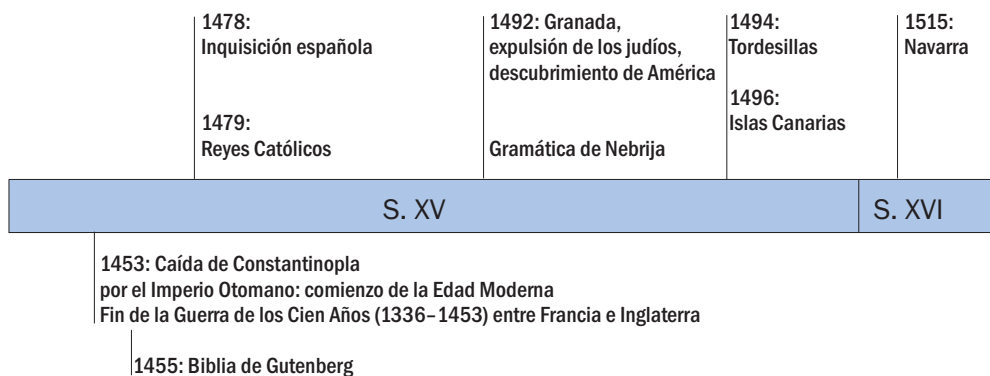 1478:
Inquisición española
1479:
Reyes Católicos
1492: Granada,
expulsión de los judíos,
descubrimiento de América
Gramática de Nebrija
1494:
Tordesillas
1496:
Islas Canarias
1515:
Navarra
S. XV
S. XVI
1453: Caída de Constantinopla
por el Imperio Otomano: comienzo de la Edad Moderna
Fin de la Guerra de los Cien Años (1336–1453) entre Francia e Inglaterra
1455: Biblia de Gutenberg